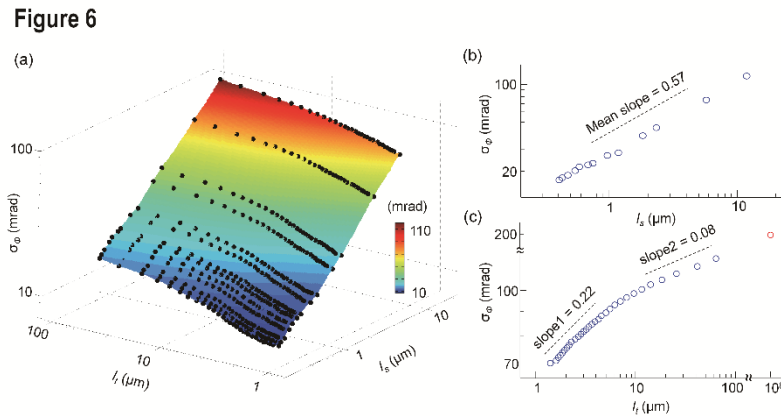 Figure 6
(a)
100
σΦ (mrad)
10
100
10
1
lt (µm)
1
10
ls (µm)
(mrad)
110
10
(b)
100
20
σΦ (mrad)
Mean slope = 0.57
1
10
ls (µm)
(c)
200
100
70
σΦ (mrad)
slope1 = 0.22
slope2 = 0.08
1
10
100
∞
lt (µm)